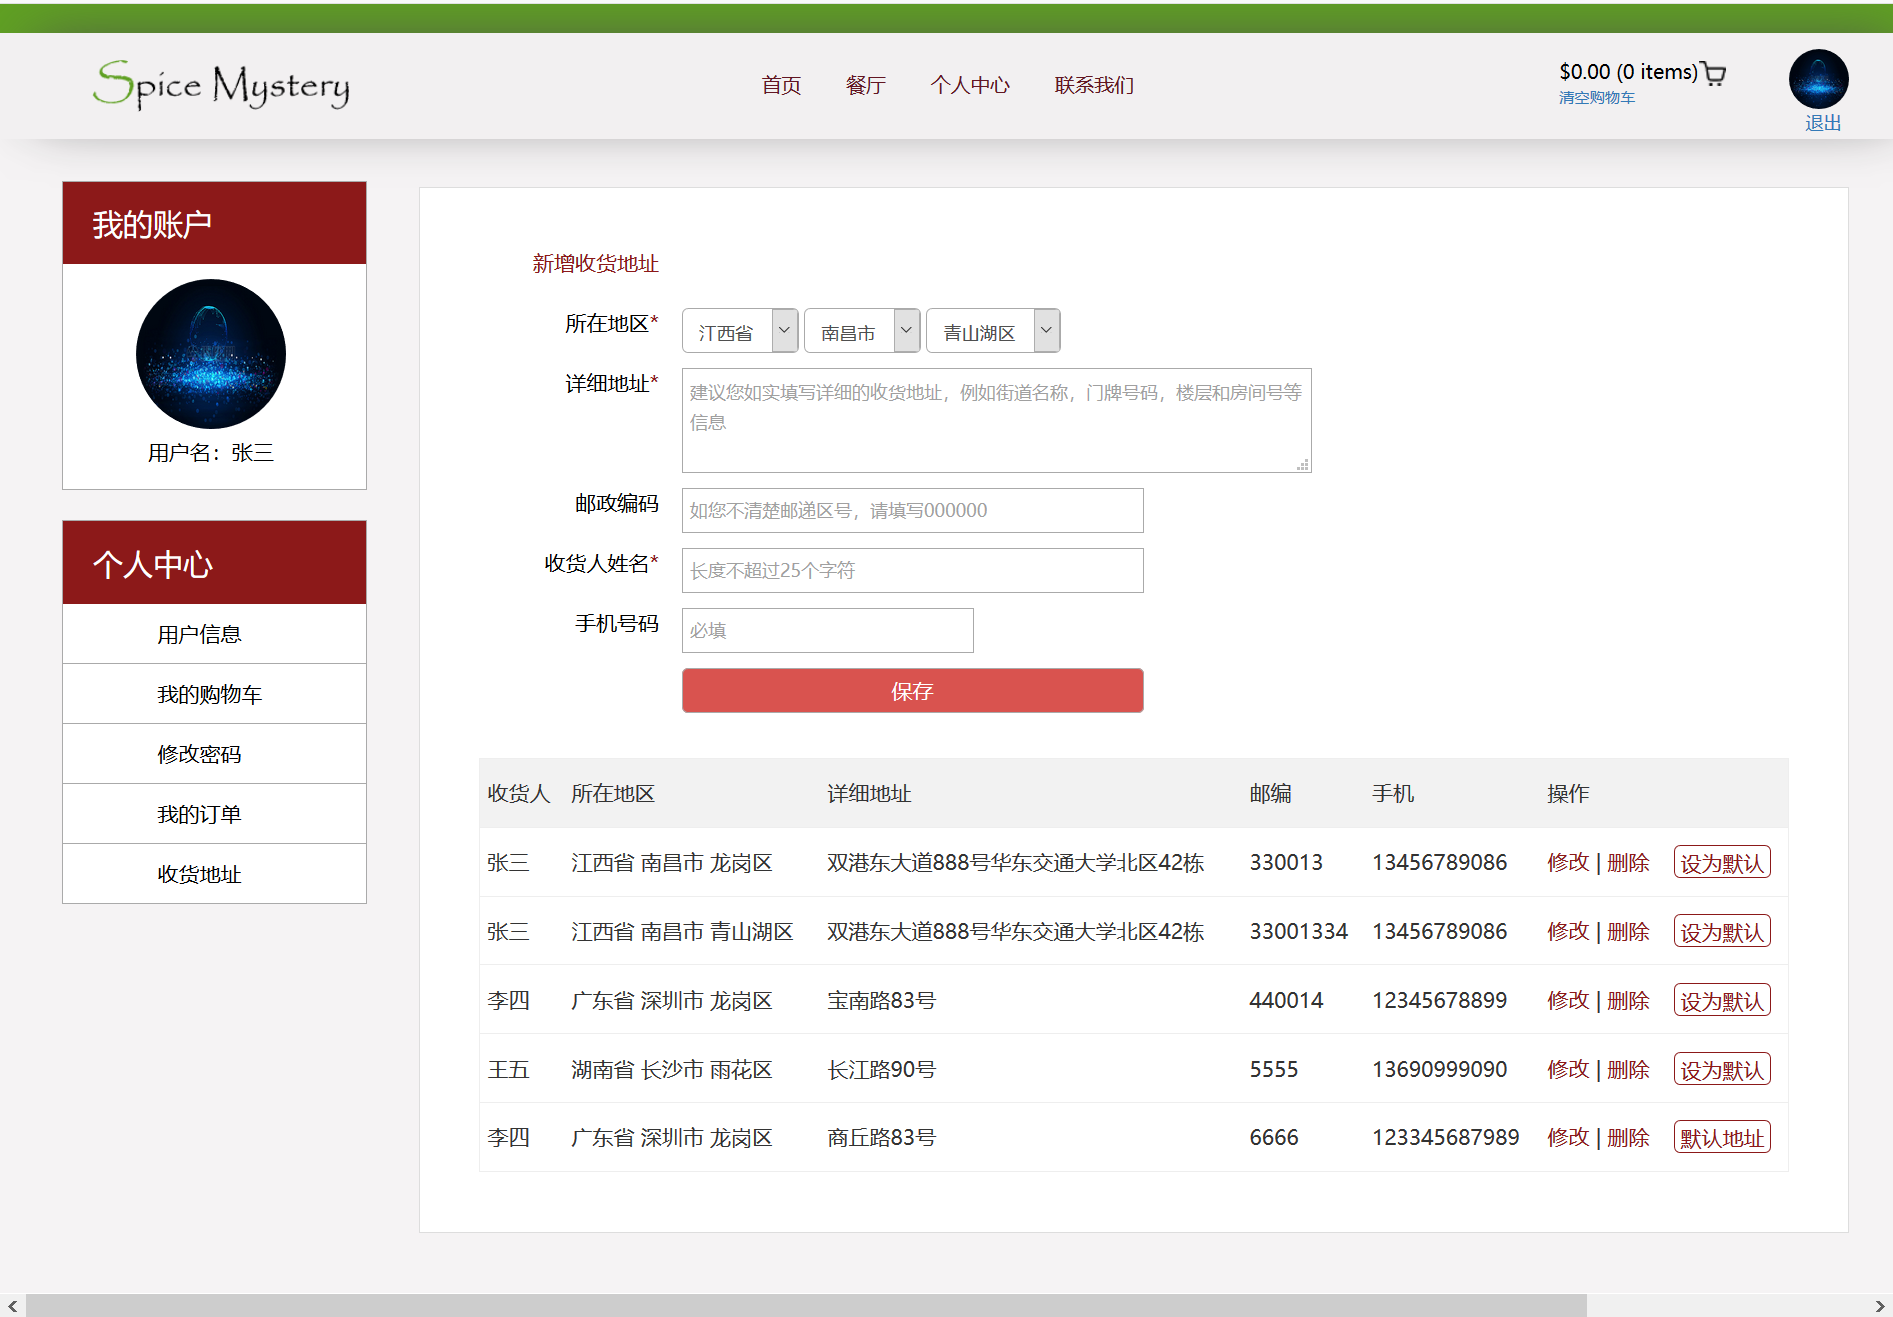 Spice Mystery
首页 餐厅 个人中心 联系我们
$0.00 (0 items)
清空购物车
退出
我的账户
用户名：张三
个人中心
用户信息
我的购物车
修改密码
我的订单
收货地址
新增收货地址
所在地区* 江西省 南昌市 青山湖区
详细地址* 建议您如实填写详细的收货地址，例如街道名称，门牌号码，楼层和房间号等
信息
邮政编码 如您不清楚邮递区号，请填写000000
收货人姓名* 长度不超过25个字符
手机号码 必填
保存
收货人 所在地区 详细地址 邮编 手机 操作
张三 江西省 南昌市 龙岗区 双港东大道888号华东交通大学北区42栋 330013 13456789086 修改 | 删除 设为默认
张三 江西省 南昌市 青山湖区 双港东大道888号华东交通大学北区42栋 33001334 13456789086 修改 | 删除 设为默认
李四 广东省 深圳市 龙岗区 宝南路83号 440014 12345678899 修改 | 删除 设为默认
王五 湖南省 长沙市 雨花区 长江路90号 5555 13690999090 修改 | 删除 设为默认
李四 广东省 深圳市 龙岗区 商丘路83号 6666 123345687989 修改 | 删除 默认地址